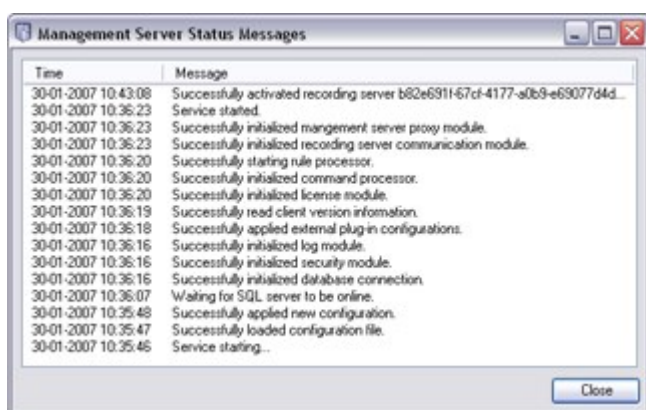 Management Server Status Messages
Time Message
30-01-2007 10:43:08 Successfully activated recording server b82e691f-67cf-4177-a0b9-e69077d4d...
30-01-2007 10:36:23 Service started.
30-01-2007 10:36:23 Successfully initialized mangement server proxy module.
30-01-2007 10:36:23 Successfully initialized recording server communication module.
30-01-2007 10:36:20 Successfully starting rule processor.
30-01-2007 10:36:20 Successfully initialized command processor.
30-01-2007 10:36:20 Successfully initialized license module.
30-01-2007 10:36:19 Successfully read client version information.
30-01-2007 10:36:18 Successfully applied external plug-in configurations.
30-01-2007 10:36:16 Successfully initialized log module.
30-01-2007 10:36:16 Successfully initialized security module.
30-01-2007 10:36:16 Successfully initialized database connection.
30-01-2007 10:36:07 Waiting for SQL server to be online.
30-01-2007 10:35:48 Successfully applied new configuration.
30-01-2007 10:35:47 Successfully loaded configuration file.
30-01-2007 10:35:46 Service starting...
Close